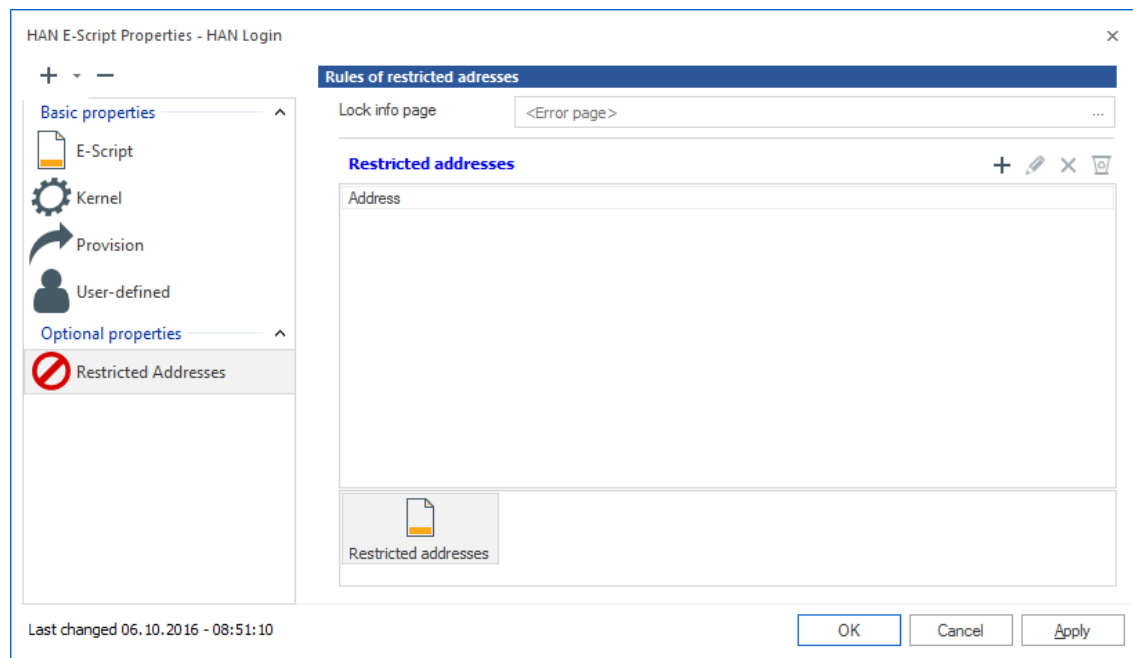 HAN E-Script Properties - HAN Login
Rules of restricted adresses
Basic properties
Lock info page
<Error page>
...
E-Script
Restricted addresses
Kernel
Address
Provision
User-defined
Optional properties
Restricted Addresses
Restricted addresses
Last changed 06.10.2016 - 08:51:10
OK
Cancel
Apply